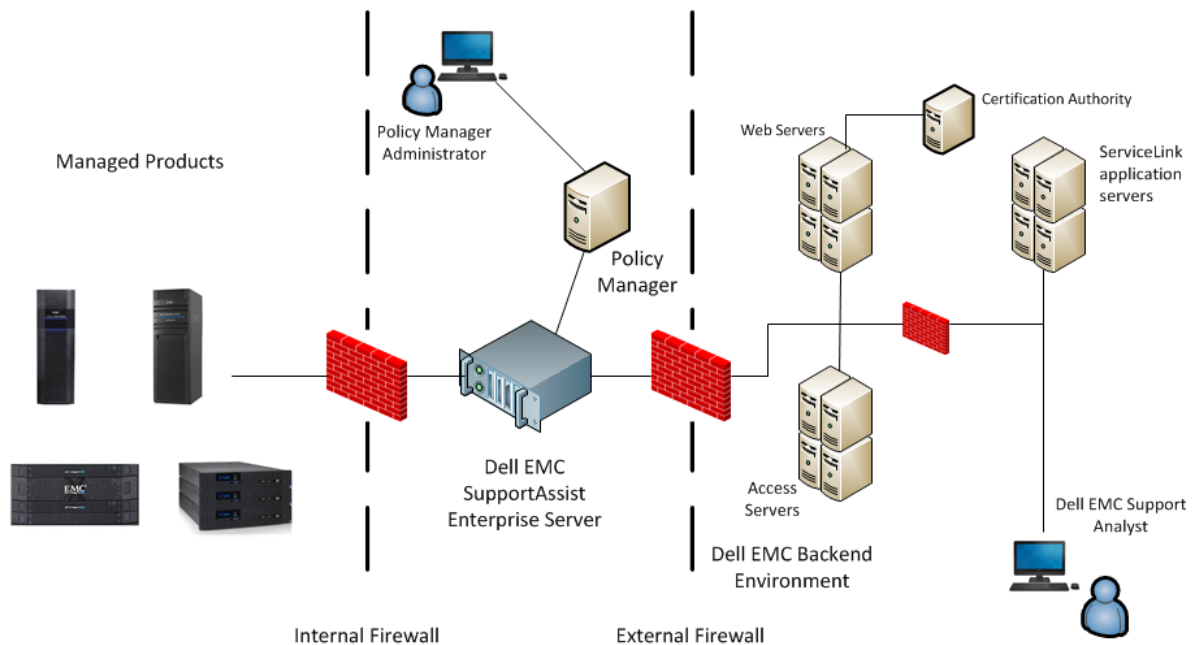 Managed Products
Policy Manager
Administrator
Policy
Manager
Dell EMC
SupportAssist
Enterprise Server
Web Servers
Certification Authority
ServiceLink
application
servers
Access
Servers
Dell EMC Backend
Environment
Dell EMC Support
Analyst
EMC²
Internal Firewall
External Firewall